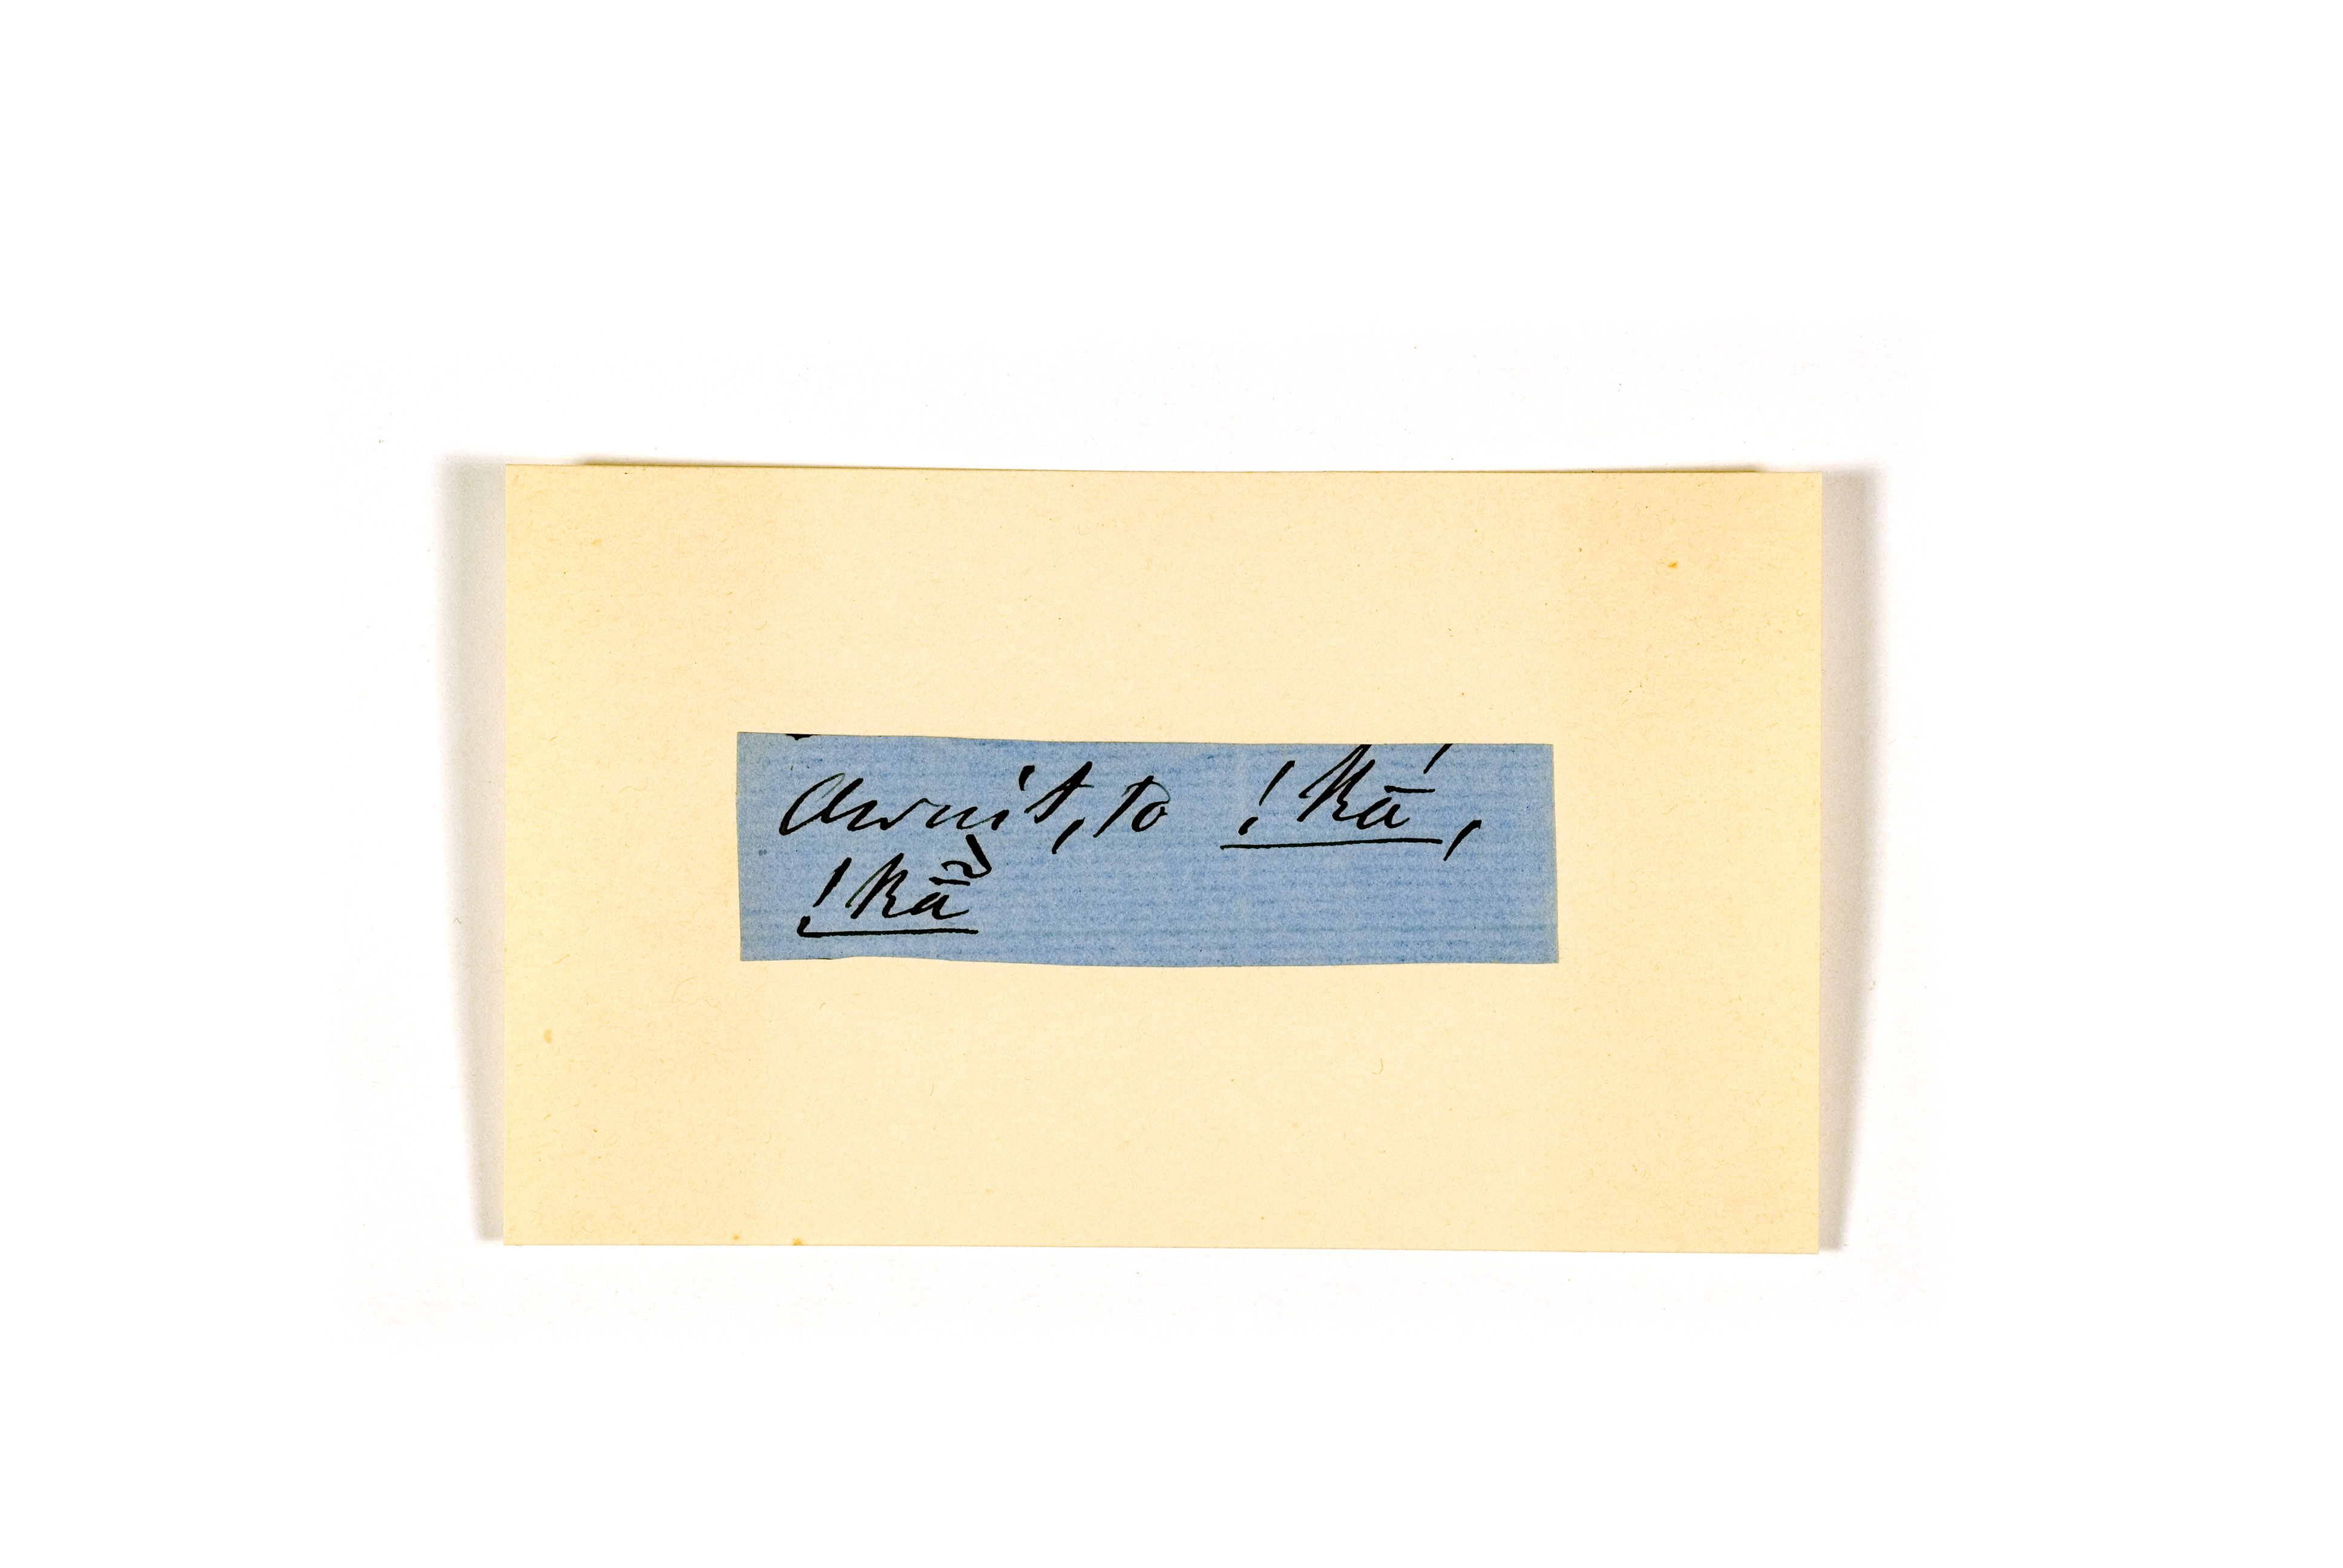 Await, to !kā́,
!kā̃